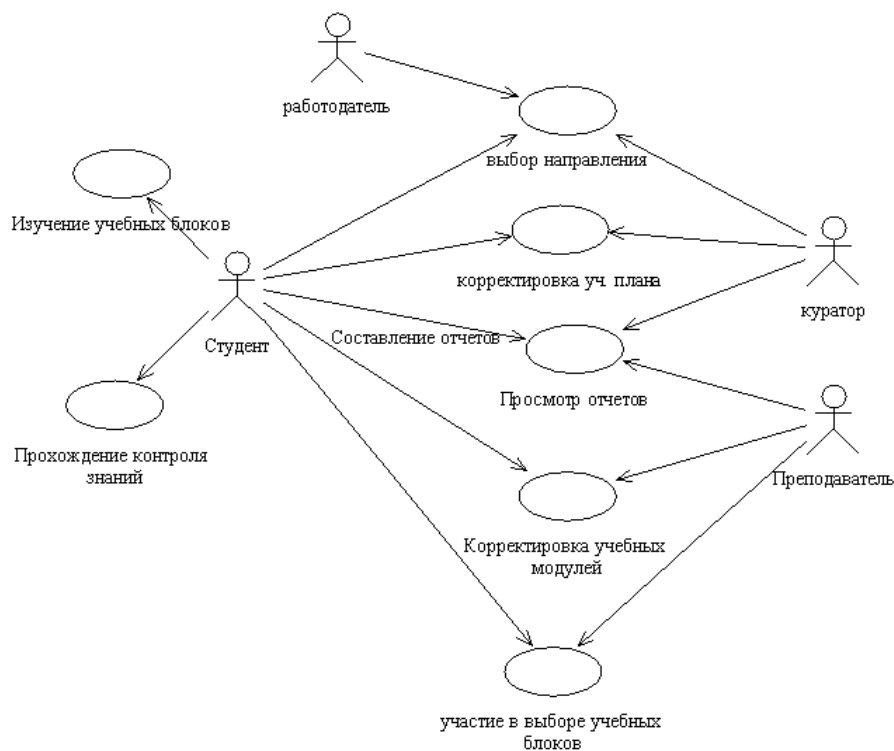 работодатель
выбор направления
Изучение учебных блоков
корректировка уч. плана
куратор
Составление отчетов
Студент
Просмотр отчетов
Прохождение контроля
знаний
Преподаватель
Корректировка учебных
модулей
участие в выборе учебных
блоков